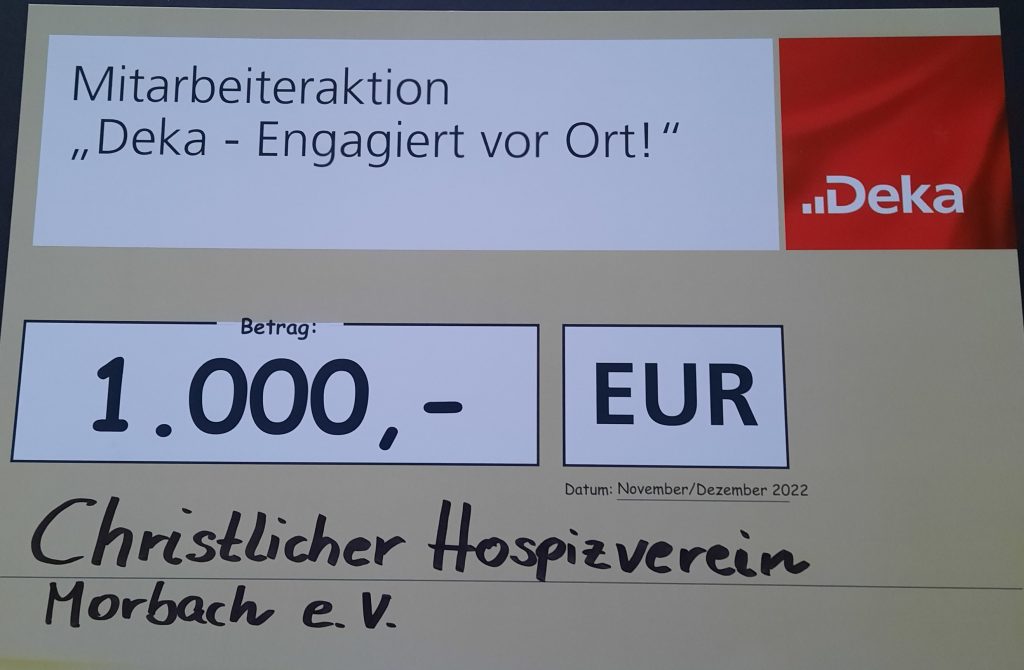 Mitarbeiteraktion
„Deka - Engagiert vor Ort!“
Deka
Betrag:
1.000,-
EUR
Datum: November/Dezember 2022
Christlicher Hospizverein
Morbach e.V.